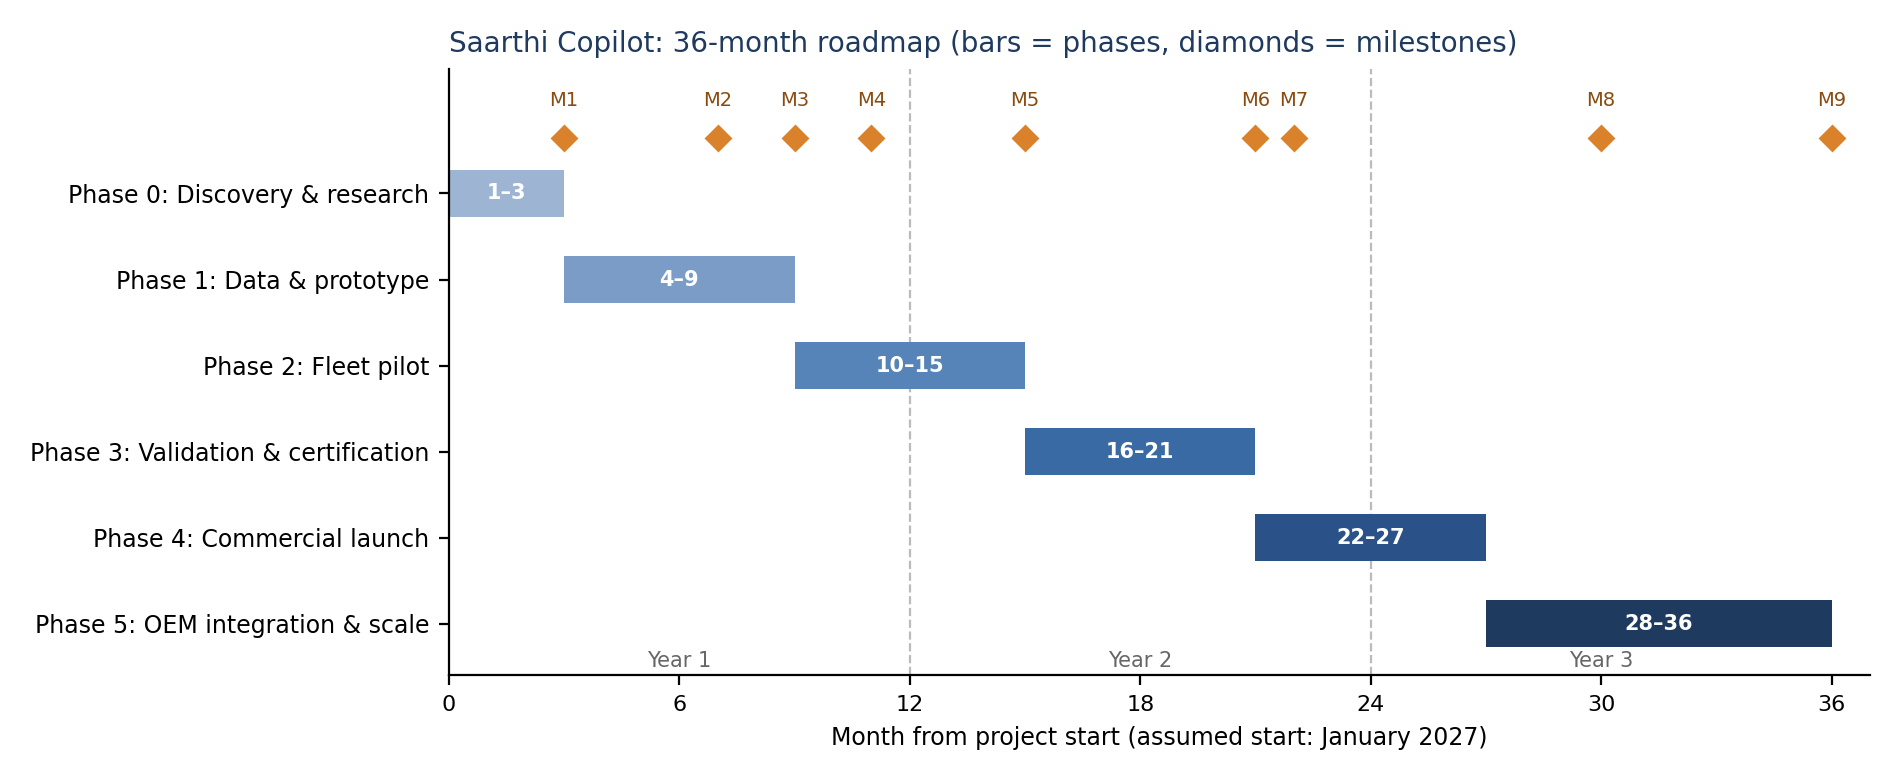 Saarthi Copilot: 36-month roadmap (bars = phases, diamonds = milestones)
M1 M2 M3 M4 M5 M6 M7 M8 M9
Phase 0: Discovery & research 1–3
Phase 1: Data & prototype 4–9
Phase 2: Fleet pilot 10–15
Phase 3: Validation & certification 16–21
Phase 4: Commercial launch 22–27
Phase 5: OEM integration & scale 28–36
Year 1 Year 2 Year 3
0 6 12 18 24 30 36
Month from project start (assumed start: January 2027)